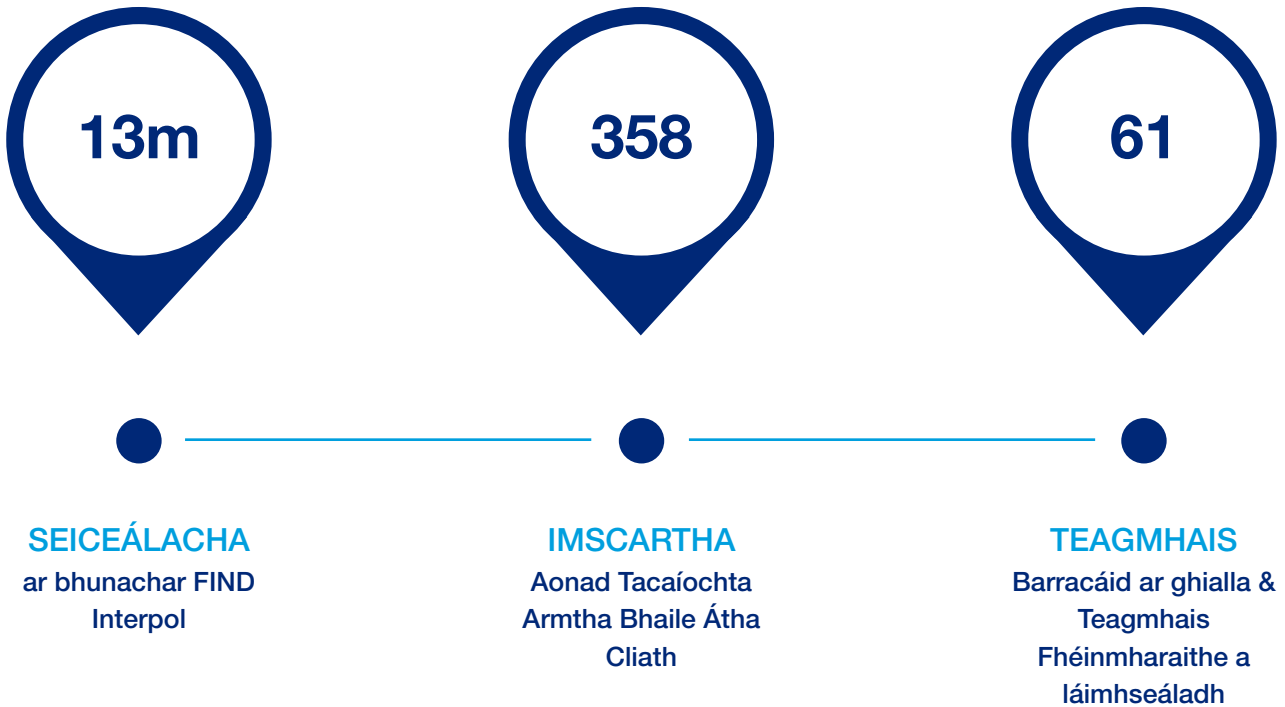 13m
358
61
SEICEÁLACHA
ar bhunachar FIND
Interpol
IMSCARTHA
Aonad Tacaíochta
Armtha Bhaile Átha
Cliath
TEAGMHAIS
Barracáid ar ghialla &
Teagmhais
Fhéinmharaithe a
láimhseáladh